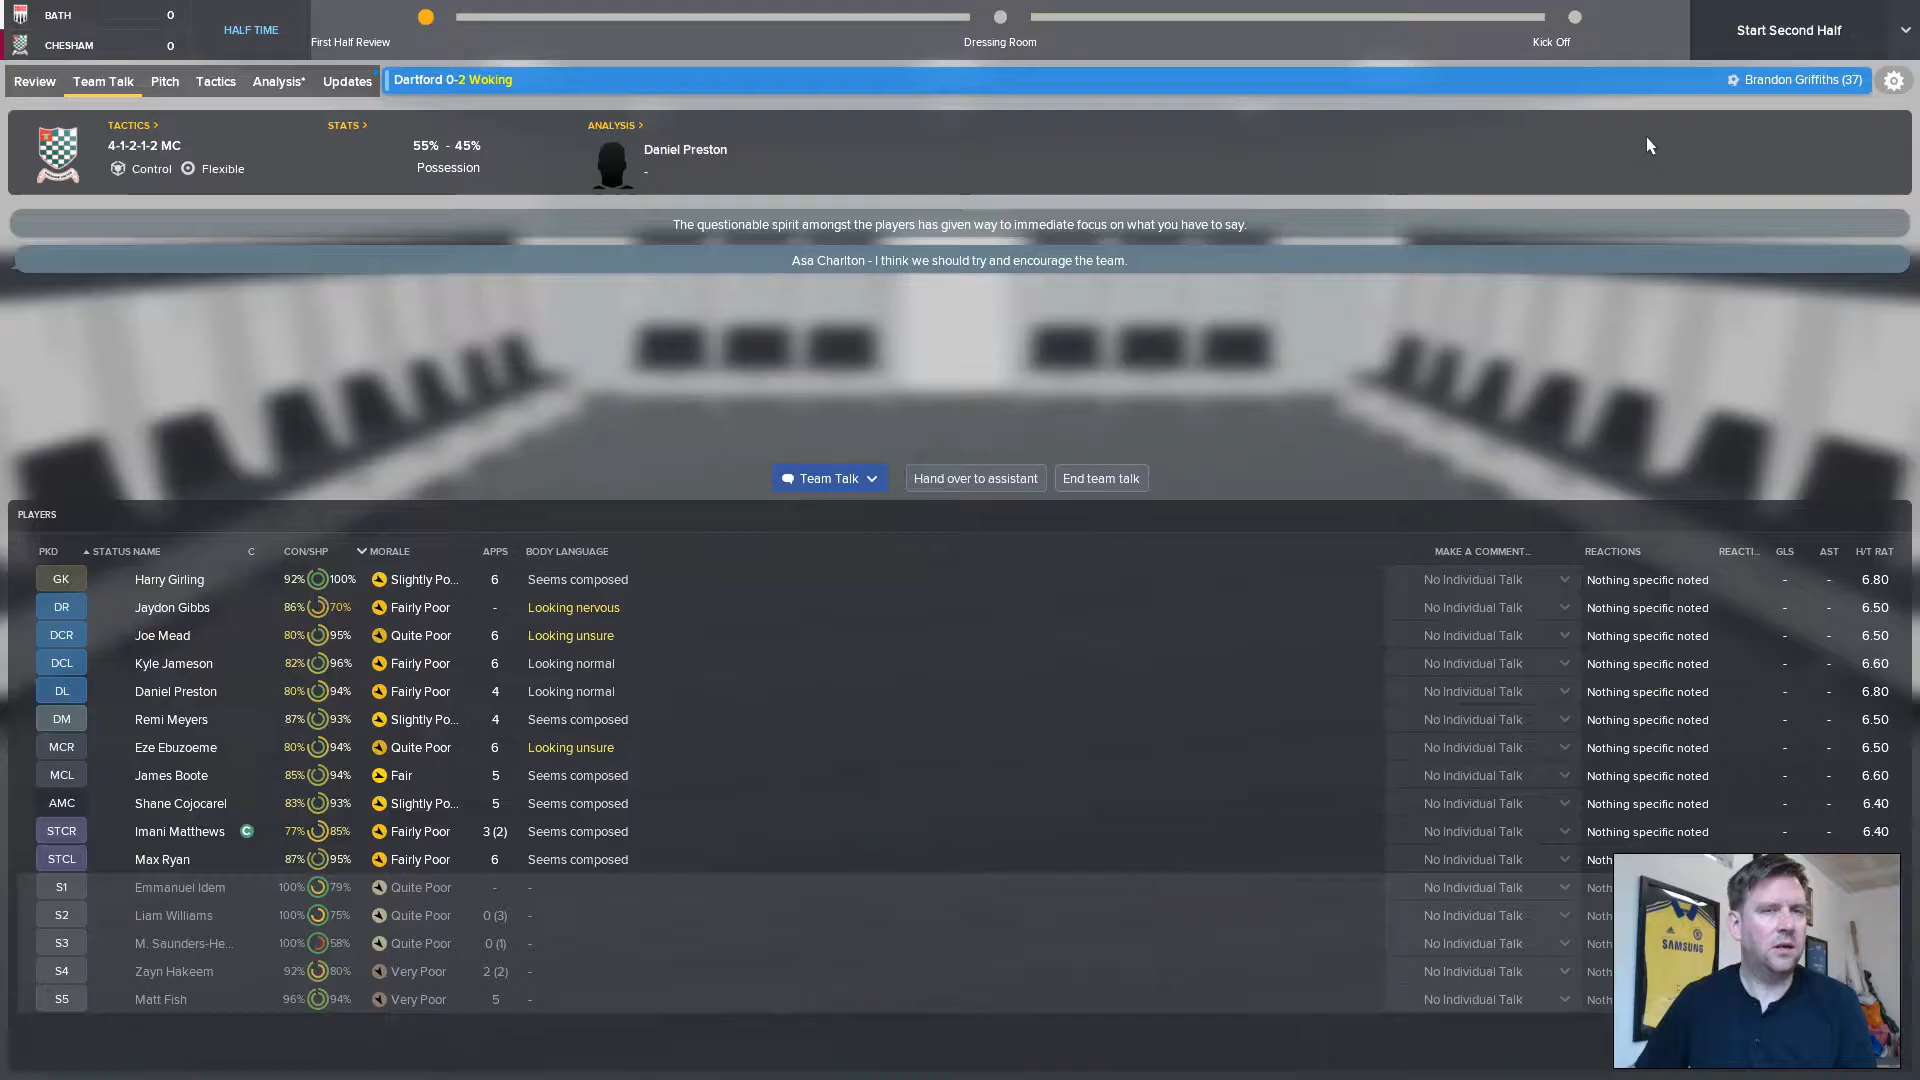 BATH 0
CHESHAM 0
HALF TIME
First Half Review
Dressing Room
Kick Off
Start Second Half
Review Team Talk Pitch Tactics Analysis* Updates
Dartford 0-2 Woking
Brandon Griffiths (37)
TACTICS >
4-1-2-1-2 MC
Control Flexible
STATS >
55% - 45%
Possession
ANALYSIS >
Daniel Preston
-
The questionable spirit amongst the players has given way to immediate focus on what you have to say.
Asa Charlton - I think we should try and encourage the team.
Team Talk
Hand over to assistant
End team talk
PLAYERS
PKD STATUS NAME C CON/SHP MORALE APPS BODY LANGUAGE MAKE A COMMENT... REACTIONS REACTI... GLS AST H/T RAT
GK Harry Girling 92% 100% Slightly Po... 6 Seems composed No Individual Talk Nothing specific noted - - 6.80
DR Jaydon Gibbs 86% 70% Fairly Poor - Looking nervous No Individual Talk Nothing specific noted - - 6.50
DCR Joe Mead 80% 95% Quite Poor 6 Looking unsure No Individual Talk Nothing specific noted - - 6.50
DCL Kyle Jameson 82% 96% Fairly Poor 6 Looking normal No Individual Talk Nothing specific noted - - 6.60
DL Daniel Preston 80% 94% Fairly Poor 4 Looking normal No Individual Talk Nothing specific noted - - 6.80
DM Remi Meyers 87% 93% Slightly Po... 4 Seems composed No Individual Talk Nothing specific noted - - 6.50
MCR Eze Ebuzoeme 80% 94% Quite Poor 6 Looking unsure No Individual Talk Nothing specific noted - - 6.50
MCL James Boote 85% 94% Fair 5 Seems composed No Individual Talk Nothing specific noted - - 6.60
AMC Shane Cojocarel 83% 93% Slightly Po... 5 Seems composed No Individual Talk Nothing specific noted - - 6.40
STCR Imani Matthews C 77% 85% Fairly Poor 3 (2) Seems composed No Individual Talk Nothing specific noted - - 6.40
STCL Max Ryan 87% 95% Fairly Poor 6 Seems composed No Individual Talk Noth
S1 Emmanuel Idem 100% 79% Quite Poor - - No Individual Talk Noth
S2 Liam Williams 100% 75% Quite Poor 0 (3) - No Individual Talk Noth
S3 M. Saunders-He... 100% 58% Quite Poor 0 (1) - No Individual Talk Noth
S4 Zayn Hakeem 92% 80% Very Poor 2 (2) - No Individual Talk Noth
S5 Matt Fish 96% 94% Very Poor 5 - No Individual Talk Noth
SAMSUNG